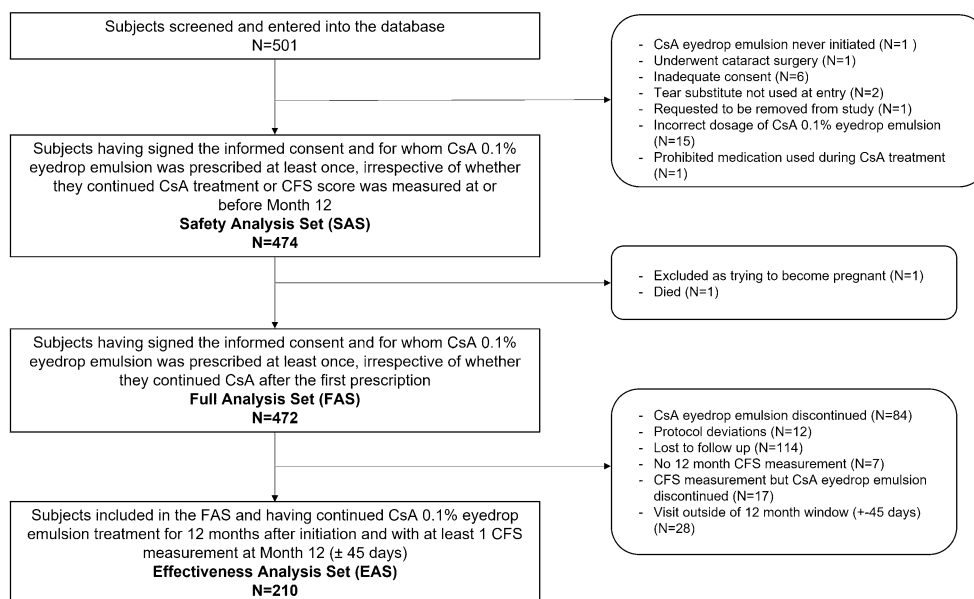 Subjects screened and entered into the database
N=501
- CsA eyedrop emulsion never initiated (N=1 )
- Underwent cataract surgery (N=1)
- Inadequate consent (N=6)
- Tear substitute not used at entry (N=2)
- Requested to be removed from study (N=1)
- Incorrect dosage of CsA 0.1% eyedrop emulsion
(N=15)
- Prohibited medication used during CsA treatment
(N=1)
Subjects having signed the informed consent and for whom CsA 0.1%
eyedrop emulsion was prescribed at least once, irrespective of whether
they continued CsA treatment or CFS score was measured at or
before Month 12
Safety Analysis Set (SAS)
N=474
- Excluded as trying to become pregnant (N=1)
- Died (N=1)
Subjects having signed the informed consent and for whom CsA 0.1%
eyedrop emulsion was prescribed at least once, irrespective of whether
they continued CsA after the first prescription
Full Analysis Set (FAS)
N=472
- CsA eyedrop emulsion discontinued (N=84)
- Protocol deviations (N=12)
- Lost to follow up (N=114)
- No 12 month CFS measurement (N=7)
- CFS measurement but CsA eyedrop emulsion
discontinued (N=17)
- Visit outside of 12 month window (+-45 days)
(N=28)
Subjects included in the FAS and having continued CsA 0.1% eyedrop
emulsion treatment for 12 months after initiation and with at least 1 CFS
measurement at Month 12 (± 45 days)
Effectiveness Analysis Set (EAS)
N=210